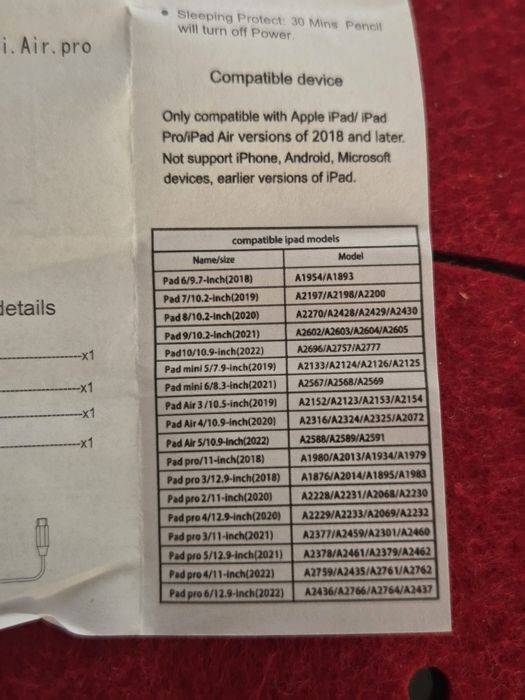 • Sleeping Protect: 30 Mins Pencil
will turn off Power.
i.Air.pro
Compatible device
Only compatible with Apple iPad/ iPad
Pro/iPad Air versions of 2018 and later.
Not support iPhone, Android, Microsoft
devices, earlier versions of iPad.
compatible ipad models
Name/size Model
Pad 6/9.7-inch(2018) A1954/A1893
Pad 7/10.2-inch(2019) A2197/A2198/A2200
Pad 8/10.2-inch(2020) A2270/A2428/A2429/A2430
Pad 9/10.2-inch(2021) A2602/A2603/A2604/A2605
Pad10/10.9-inch(2022) A2696/A2757/A2777
Pad mini 5/7.9-inch(2019) A2133/A2124/A2126/A2125
Pad mini 6/8.3-inch(2021) A2567/A2568/A2569
Pad Air 3/10.5-inch(2019) A2152/A2123/A2153/A2154
Pad Air 4/10.9-inch(2020) A2316/A2324/A2325/A2072
Pad Air 5/10.9-inch(2022) A2588/A2589/A2591
Pad pro/11-inch(2018) A1980/A2013/A1934/A1979
Pad pro 3/12.9-inch(2018) A1876/A2014/A1895/A1983
Pad pro 2/11-inch(2020) A2228/A2231/A2068/A2230
Pad pro 4/12.9-inch(2020) A2229/A2233/A2069/A2232
Pad pro 3/11-inch(2021) A2377/A2459/A2301/A2460
Pad pro 5/12.9-inch(2021) A2378/A2461/A2379/A2462
Pad pro 4/11-inch(2022) A2759/A2435/A2761/A2762
Pad pro 6/12.9-inch(2022) A2436/A2766/A2764/A2437
details
x1
x1
x1
x1